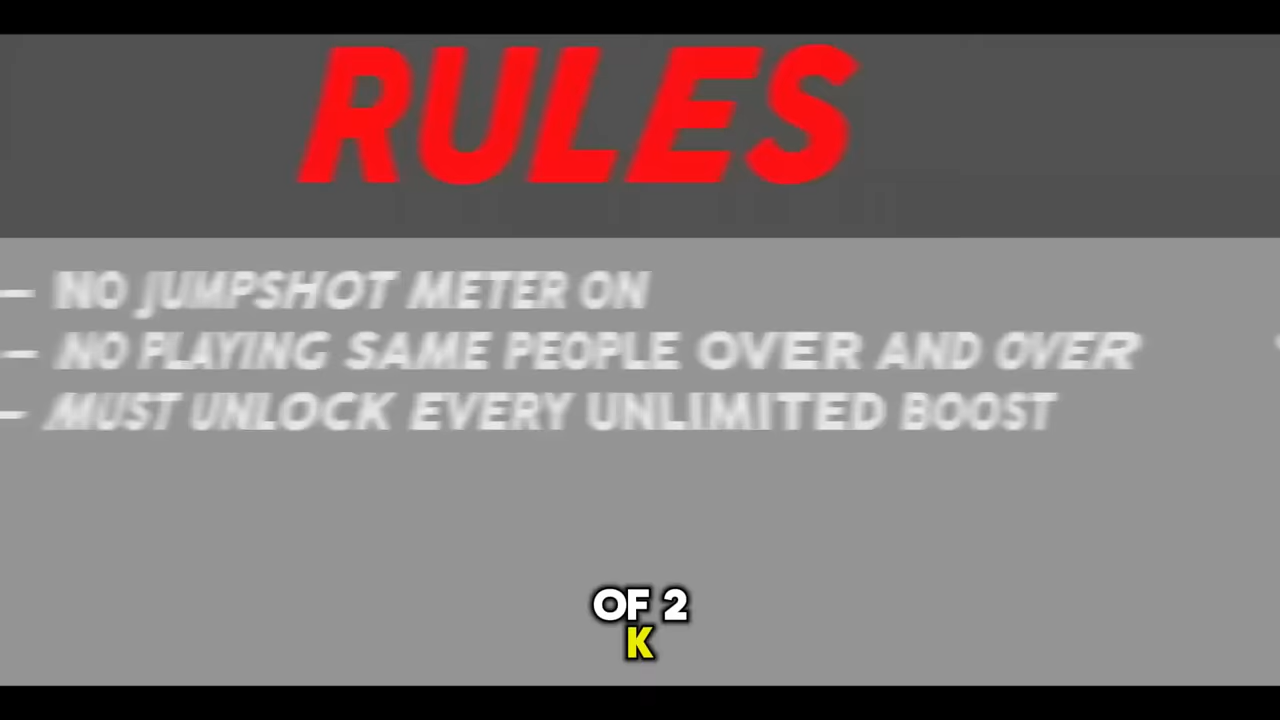 RULES
- NO JUMPSHOT METER ON
- NO PLAYING SAME PEOPLE OVER AND OVER
- MUST UNLOCK EVERY UNLIMITED BOOST
OF 2
K